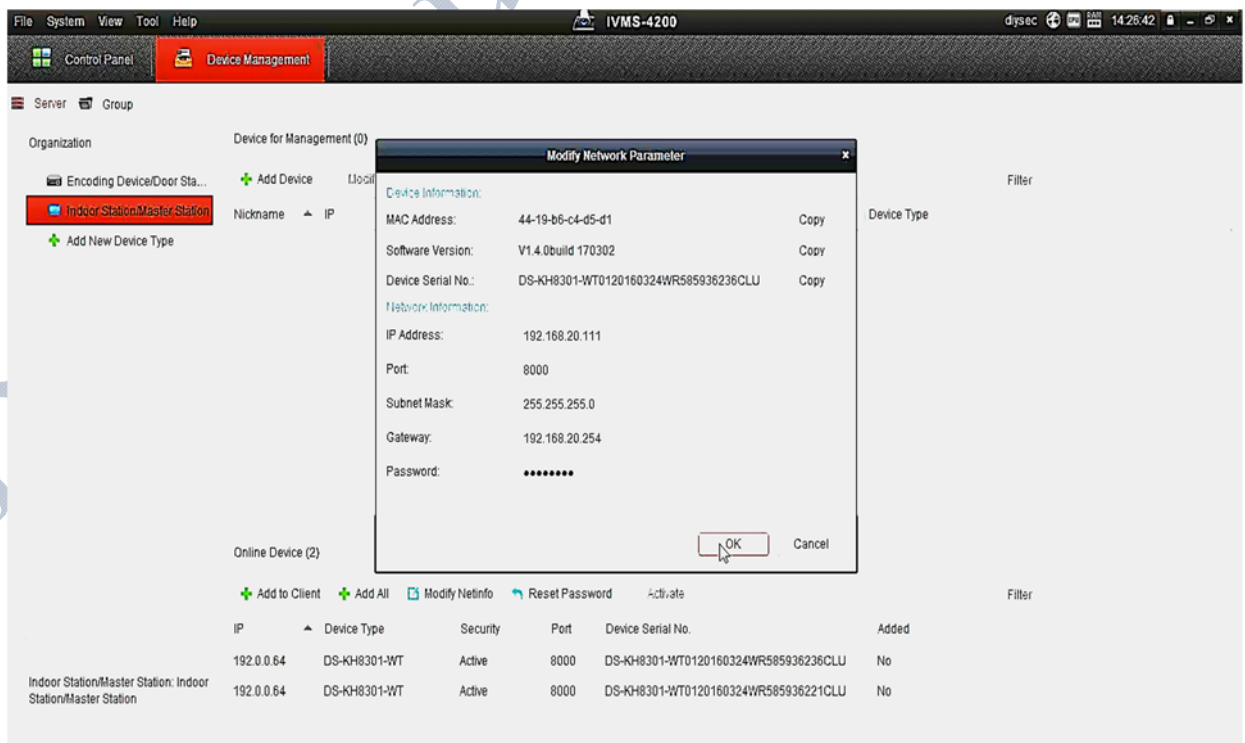 File System View Tool Help
iVMS-4200
diysec
14:26:42
Control Panel
Device Management
Server Group
Organization
Encoding Device/Door Sta...
Indoor Station/Master Station
Add New Device Type
Device for Management (0)
Add Device
Filter
Nickname IP
Device Type
Modify Network Parameter
x
Device Information:
MAC Address: 44-19-b6-c4-d5-d1 Copy
Software Version: V1.4.0build 170302 Copy
Device Serial No.: DS-KH8301-WT0120160324WR585936236CLU Copy
Network Information:
IP Address: 192.168.20.111
Port: 8000
Subnet Mask: 255.255.255.0
Gateway: 192.168.20.254
Password: ●●●●●●●●
OK Cancel
Online Device (2)
Add to Client Add All Modify Netinfo Reset Password Activate
Filter
IP Device Type Security Port Device Serial No. Added
192.0.0.64 DS-KH8301-WT Active 8000 DS-KH8301-WT0120160324WR585936236CLU No
192.0.0.64 DS-KH8301-WT Active 8000 DS-KH8301-WT0120160324WR585936221CLU No
Indoor Station/Master Station: Indoor
Station/Master Station